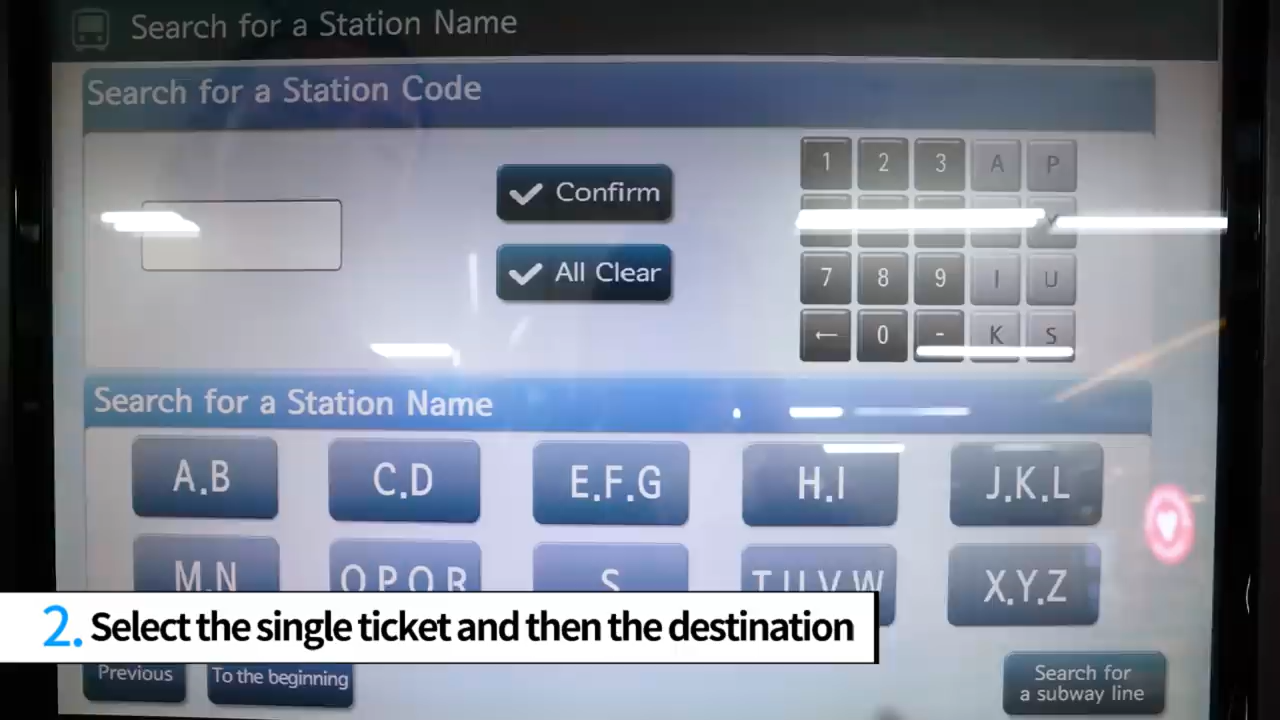 Search for a Station Name
Search for a Station Code
Confirm
All Clear
1 2 3 A P
Y
7 8 9 I U
← 0 - K S
Search for a Station Name
A.B C.D E.F.G H.I J.K.L
M.N O.P.Q.R S T.U.V.W X.Y.Z
2. Select the single ticket and then the destination
Previous To the beginning
Search for
a subway line